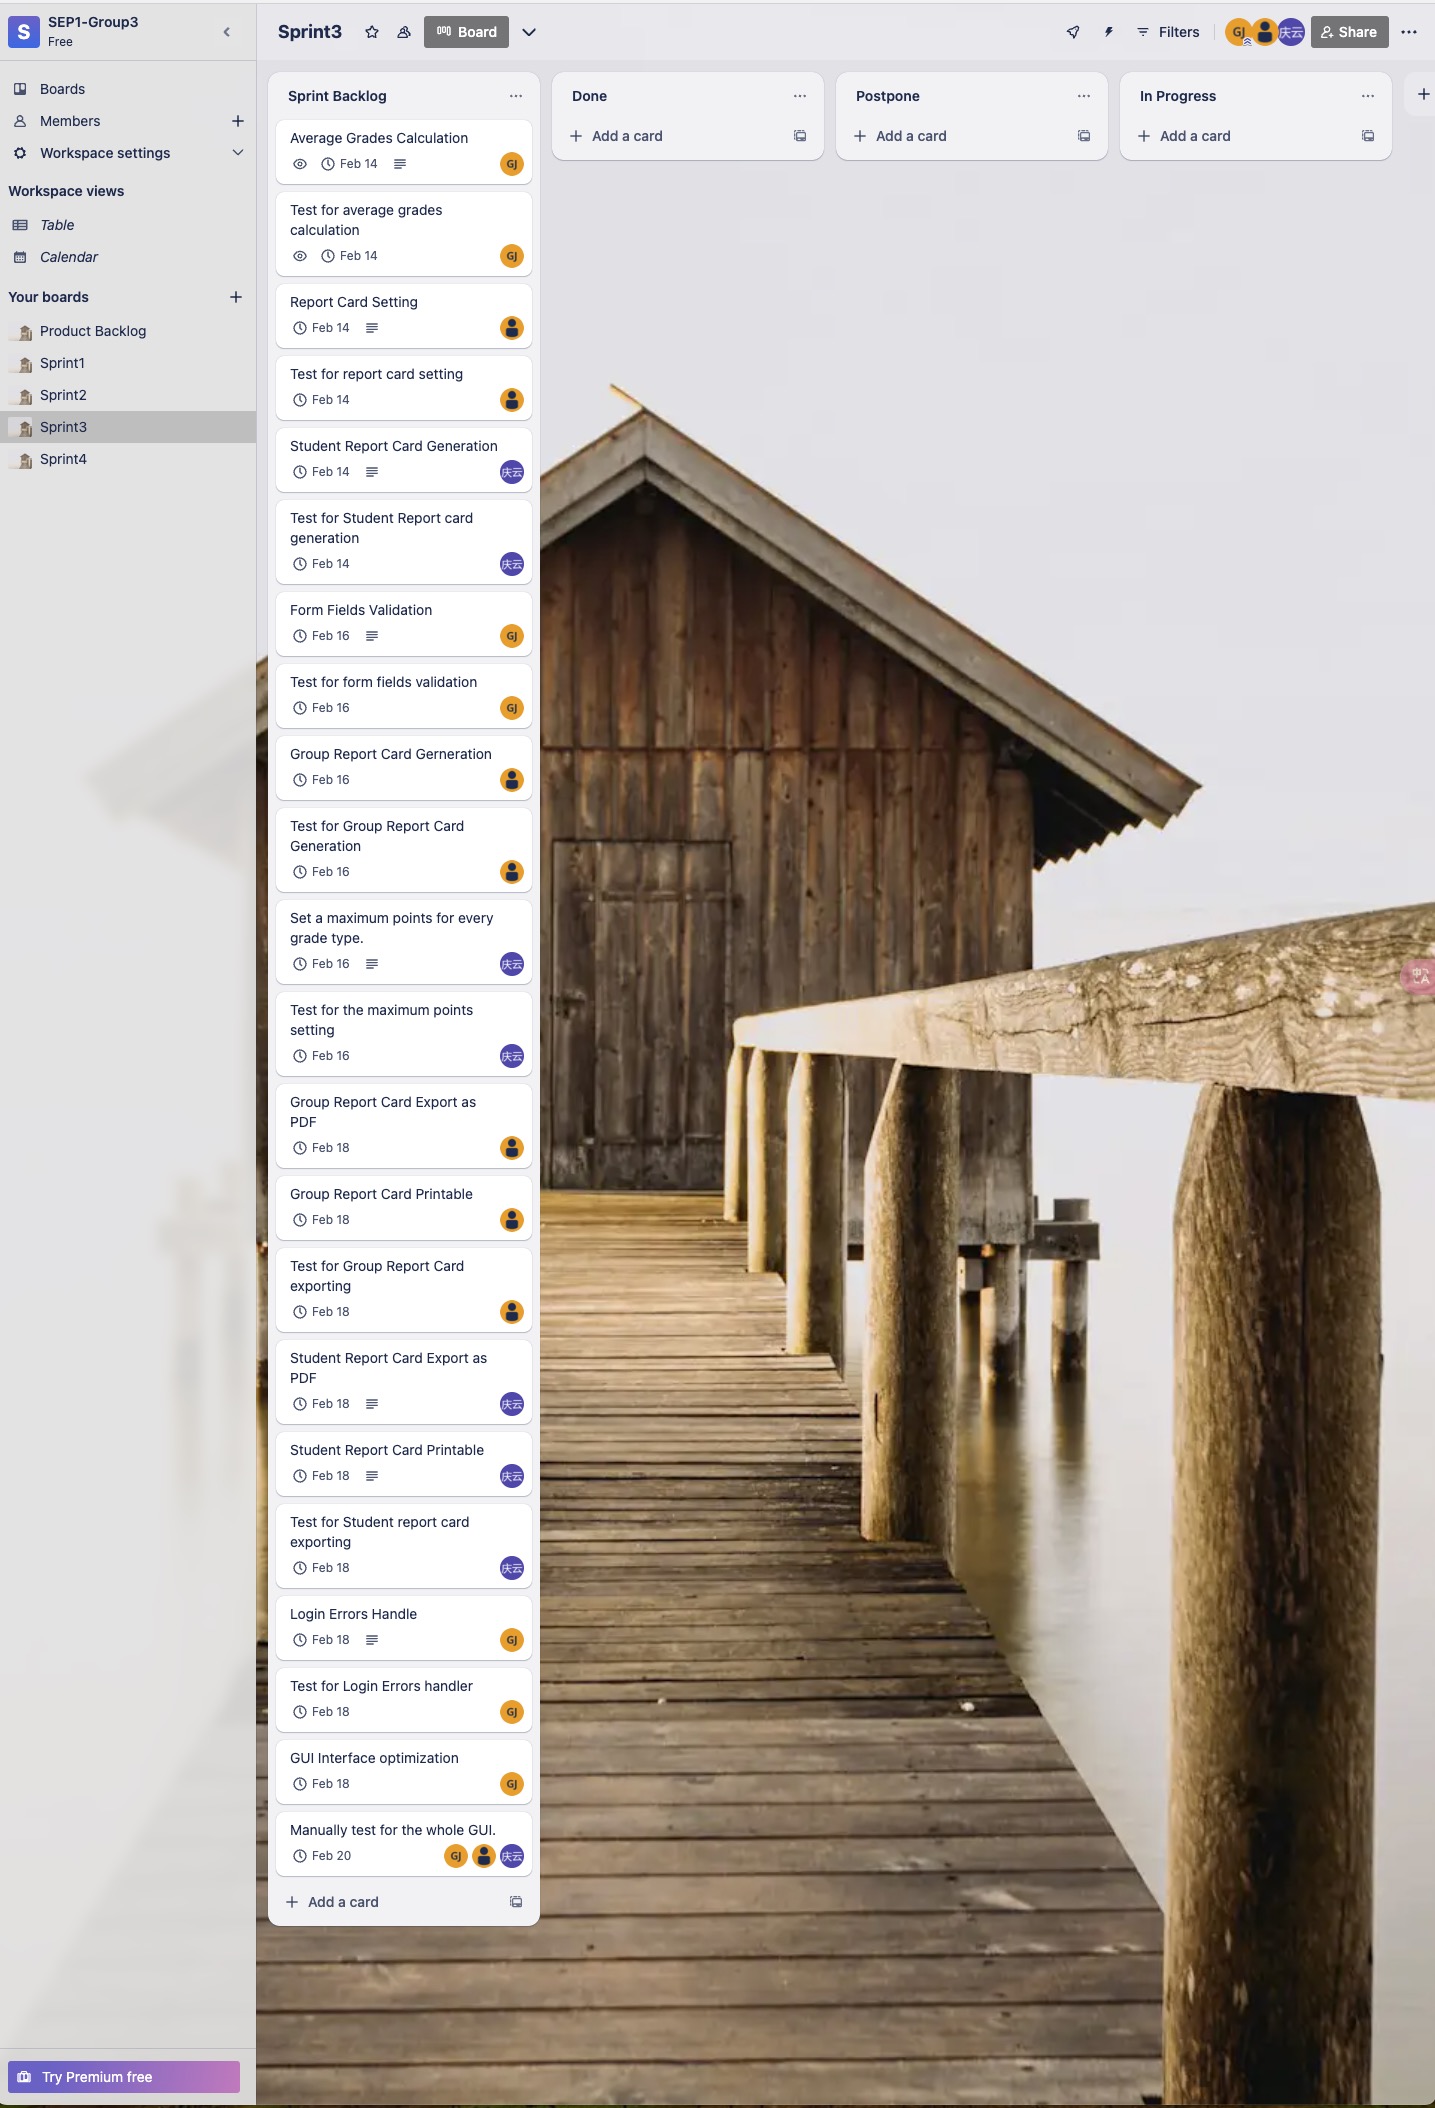 SEP1-Group3
Free
Boards
Members
Workspace settings
Workspace views
Table
Calendar
Your boards
Product Backlog
Sprint1
Sprint2
Sprint3
Sprint4
Try Premium free
Sprint3
Board
Filters
GJ
庆云
Share
Sprint Backlog
Average Grades Calculation
Feb 14
GJ
Test for average grades
calculation
Feb 14
GJ
Report Card Setting
Feb 14
Test for report card setting
Feb 14
Student Report Card Generation
Feb 14
庆云
Test for Student Report card
generation
Feb 14
庆云
Form Fields Validation
Feb 16
GJ
Test for form fields validation
Feb 16
GJ
Group Report Card Gerneration
Feb 16
Test for Group Report Card
Generation
Feb 16
Set a maximum points for every
grade type.
Feb 16
庆云
Test for the maximum points
setting
Feb 16
庆云
Group Report Card Export as
PDF
Feb 18
Group Report Card Printable
Feb 18
Test for Group Report Card
exporting
Feb 18
Student Report Card Export as
PDF
Feb 18
庆云
Student Report Card Printable
Feb 18
庆云
Test for Student report card
exporting
Feb 18
庆云
Login Errors Handle
Feb 18
GJ
Test for Login Errors handler
Feb 18
GJ
GUI Interface optimization
Feb 18
GJ
Manually test for the whole GUI.
Feb 20
GJ
庆云
Add a card
Done
Add a card
Postpone
Add a card
In Progress
Add a card